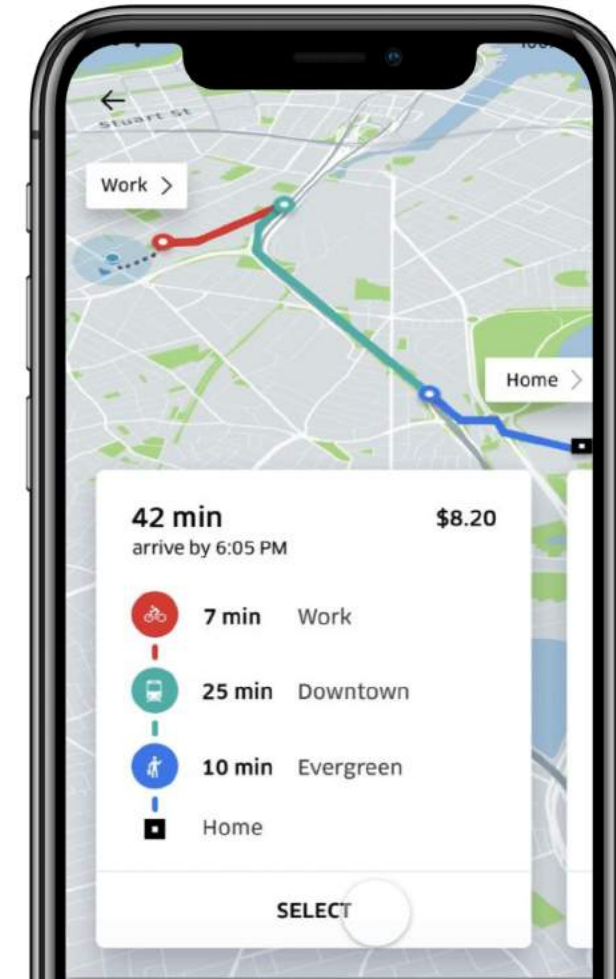 Stuart St
Work >
Home >
42 min $8.20
arrive by 6:05 PM
7 min Work
25 min Downtown
10 min Evergreen
Home
SELECT